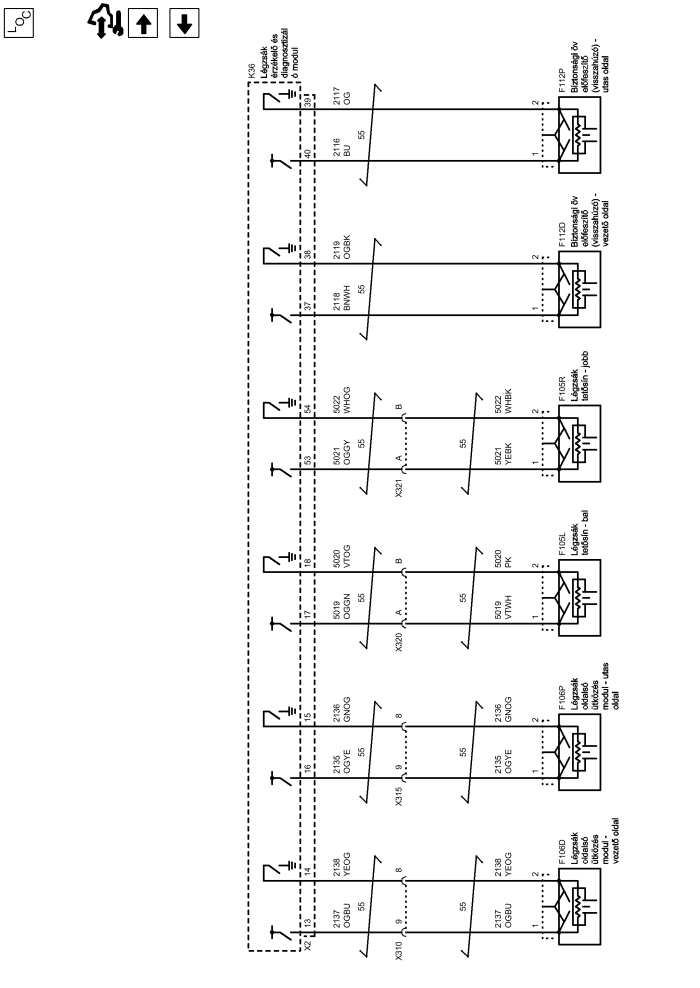 LOC
K36
Légzsák
érzékelő és
diagnosztizál
ó modul
39
2117
OG
2
F112P
Biztonsági öv
előfeszítő
(visszahúzó) -
utas oldal
55
40
2116
BU
1
38
2119
OGBK
2
F112D
Biztonsági öv
előfeszítő
(visszahúzó) -
vezető oldal
55
37
2118
BNWH
1
54
5022
WHOG
B
5022
WHBK
2
F105R
Légzsák
tetősín - jobb
55
55
53
5021
OGGY
A
X321
5021
YEBK
1
18
5020
VTOG
B
5020
PK
2
F105L
Légzsák
tetősín - bal
55
55
17
5019
OGGN
A
X320
5019
VTWH
1
15
2136
GNOG
8
2136
GNOG
2
F106P
Légzsák
oldalsó
ütközés
modul - utas
oldal
55
55
16
2135
OGYE
9
X315
2135
OGYE
1
14
2138
YEOG
8
2138
YEOG
2
F106D
Légzsák
oldalsó
ütközés
modul -
vezető oldal
55
55
13
X2
2137
OGBU
9
X310
2137
OGBU
1